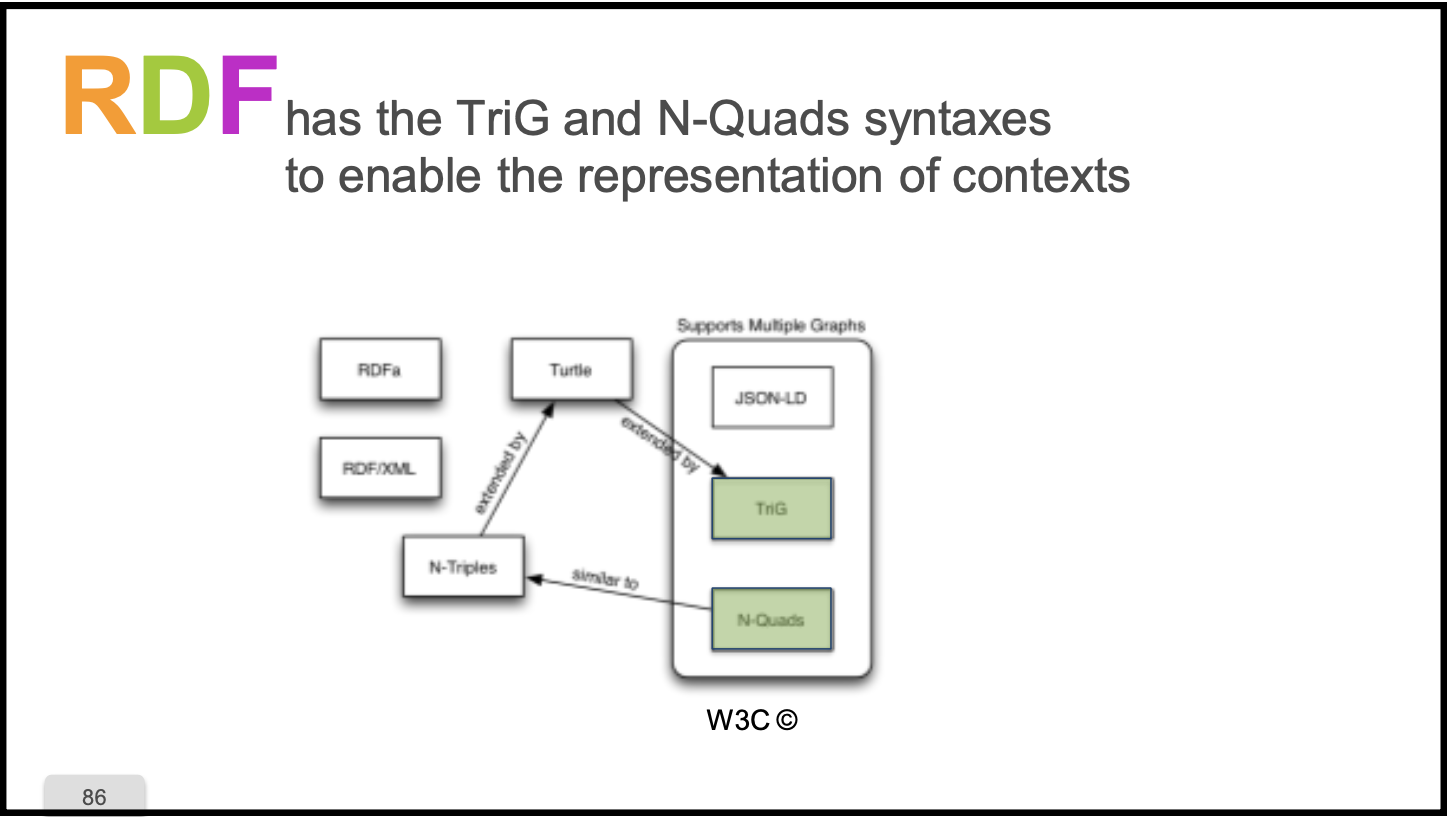 RDF has the TriG and N-Quads syntaxes
to enable the representation of contexts
Supports Multiple Graphs
RDFa
Turtle
JSON-LD
extended by
extended by
RDF/XML
TriG
N-Triples
similar to
N-Quads
W3C ©
86